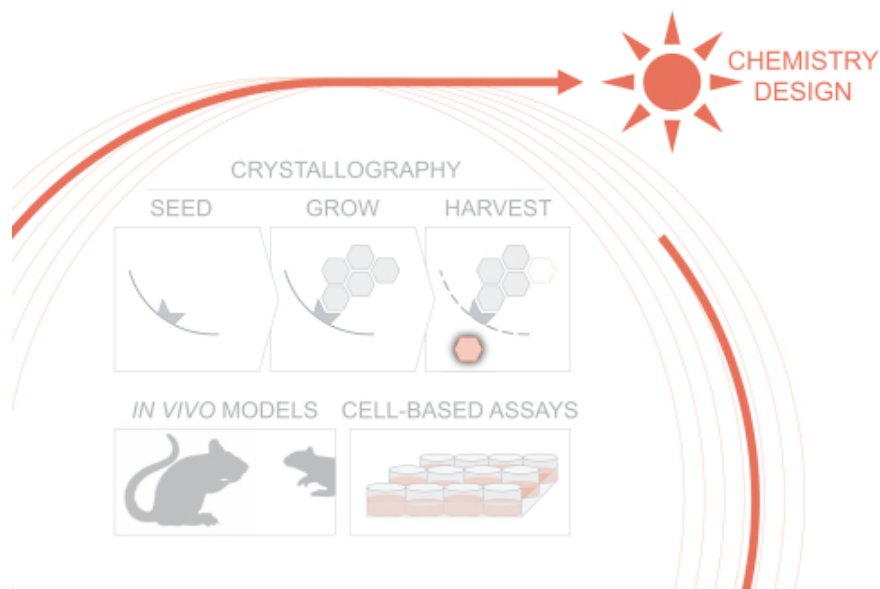 CHEMISTRY
DESIGN
CRYSTALLOGRAPHY
SEED GROW HARVEST
IN VIVO MODELS CELL-BASED ASSAYS